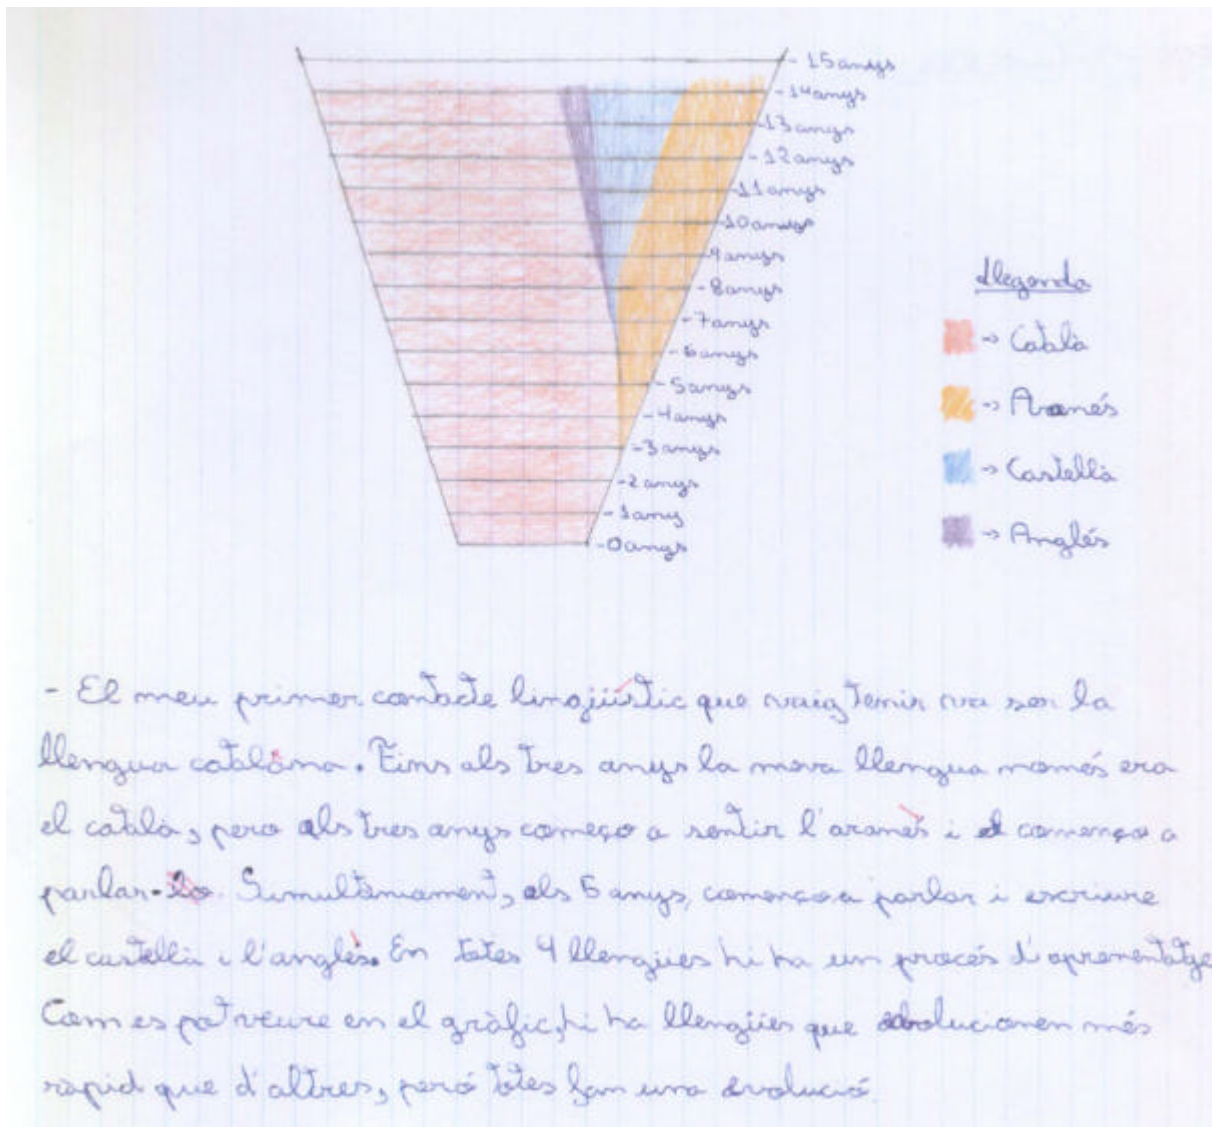 - 15 anys
- 14 anys
- 13 anys
- 12 anys
- 11 anys
- 10 anys
- 9 anys
- 8 anys
- 7 anys
- 6 anys
- 5 anys
- 4 anys
- 3 anys
- 2 anys
- 1 any
- 0 anys
Llegenda
→ Català
→ Aranés
→ Castellà
→ Anglés
- El meu primer contacte lingüístic que vaig tenir va ser la
llengua catalana. Fins als tres anys la meva llengua només era
el català, pero als tres anys començo a sentir l'aranès i començo a
parlar-lo. Simultàniament, als 6 anys, començo a parlar i escriure
el castellà i l'anglès. En totes 4 llengües hi ha un procés d'aprenentatge
Com es pot veure en el gràfic, hi ha llengües que evolucionen més
ràpid que d'altres, peró totes fan una evolució.